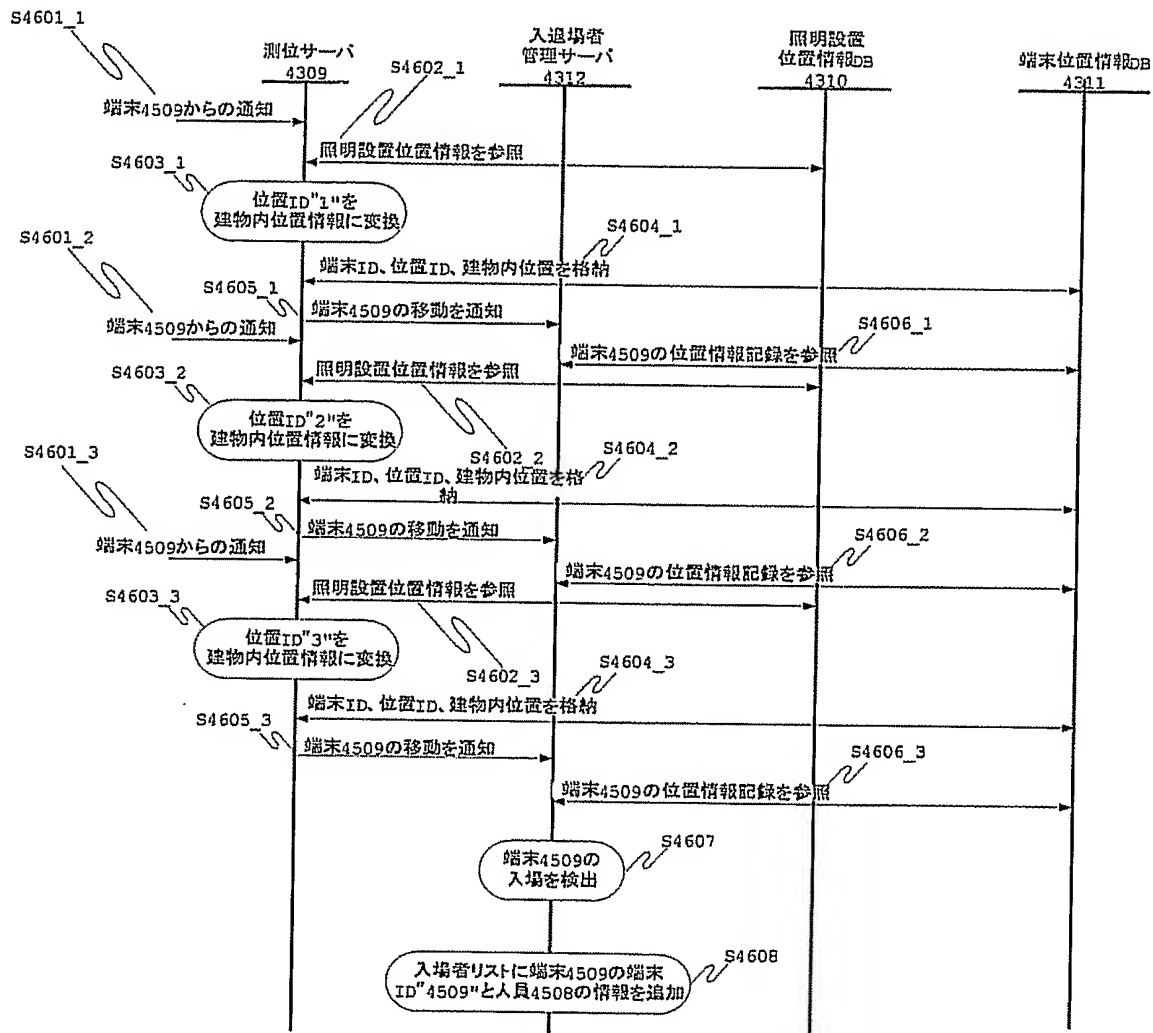 S4601_1
測位サーバ
4309
入退場者
管理サーバ
4312
照明設置
位置情報DB
4310
端末位置情報DB
4311
S4602_1
端末4509からの通知
照明設置位置情報を参照
S4603_1
位置ID"1"を
建物内位置情報に変換
S4601_2
S4604_1
端末ID、位置ID、建物内位置を格納
S4605_1
端末4509の移動を通知
端末4509からの通知
S4606_1
端末4509の位置情報記録を参照
照明設置位置情報を参照
S4603_2
位置ID"2"を
建物内位置情報に変換
S4601_3
S4602_2
S4604_2
端末ID、位置ID、建物内位置を格
納
S4605_2
端末4509の移動を通知
端末4509からの通知
S4606_2
端末4509の位置情報記録を参照
照明設置位置情報を参照
S4603_3
位置ID"3"を
建物内位置情報に変換
S4602_3
S4604_3
端末ID、位置ID、建物内位置を格納
S4605_3
端末4509の移動を通知
S4606_3
端末4509の位置情報記録を参照
S4607
端末4509の
入場を検出
S4608
入場者リストに端末4509の端末
ID"4509"と人員4508の情報を追加